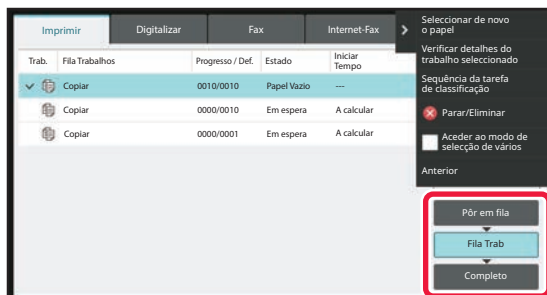 Imprimir Digitalizar Fax Internet-Fax
Seleccionar de novo
o papel
Verificar detalhes do
trabalho seleccionado
Sequência da tarefa
de classificação
Parar/Eliminar
Aceder ao modo de
selecção de vários
Anterior
Trab. Fila Trabalhos Progresso / Def. Estado Iniciar
Tempo
Copiar 0010/0010 Papel Vazio ---
Copiar 0000/0010 Em espera A calcular
Copiar 0000/0001 Em espera A calcular
Pôr em fila
Fila Trab
Completo